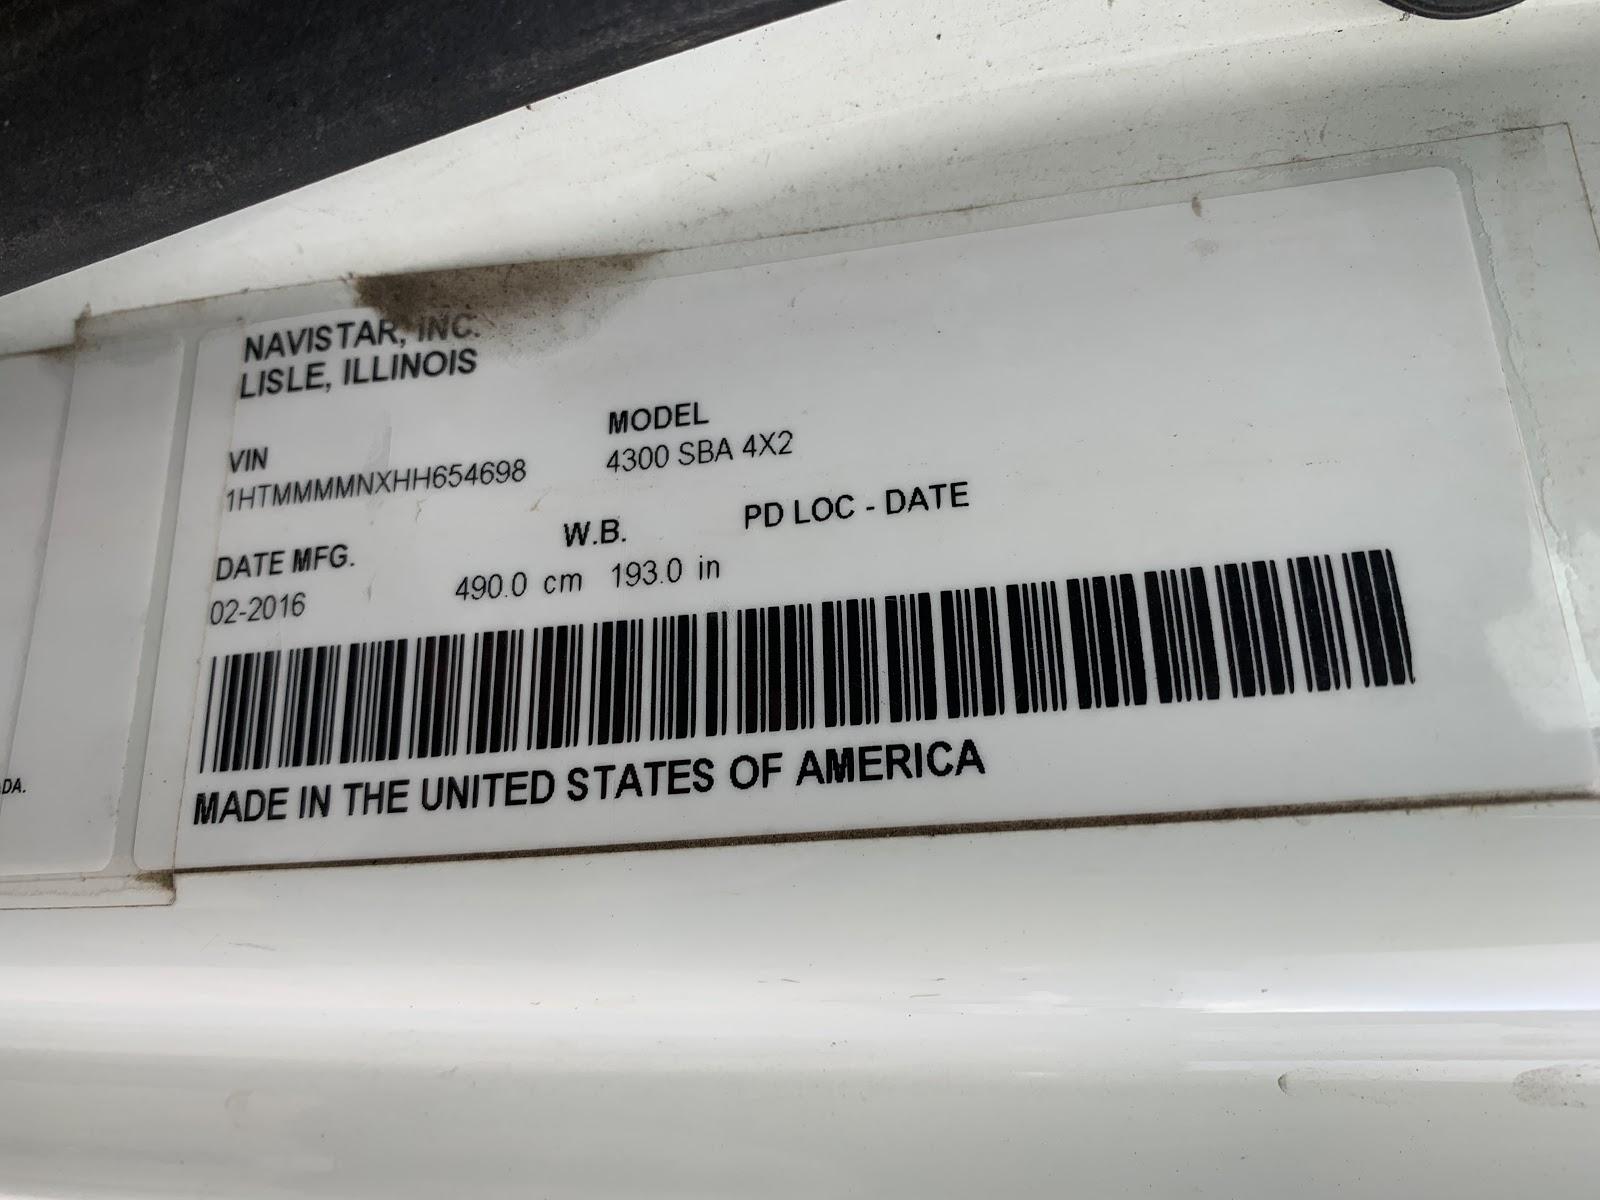 NAVISTAR, INC.
LISLE, ILLINOIS
VIN
1HTMMMMNXHH654698
MODEL
4300 SBA 4X2
DATE MFG.
02-2016
W.B.
490.0 cm 193.0 in
PD LOC - DATE
MADE IN THE UNITED STATES OF AMERICA
DA.